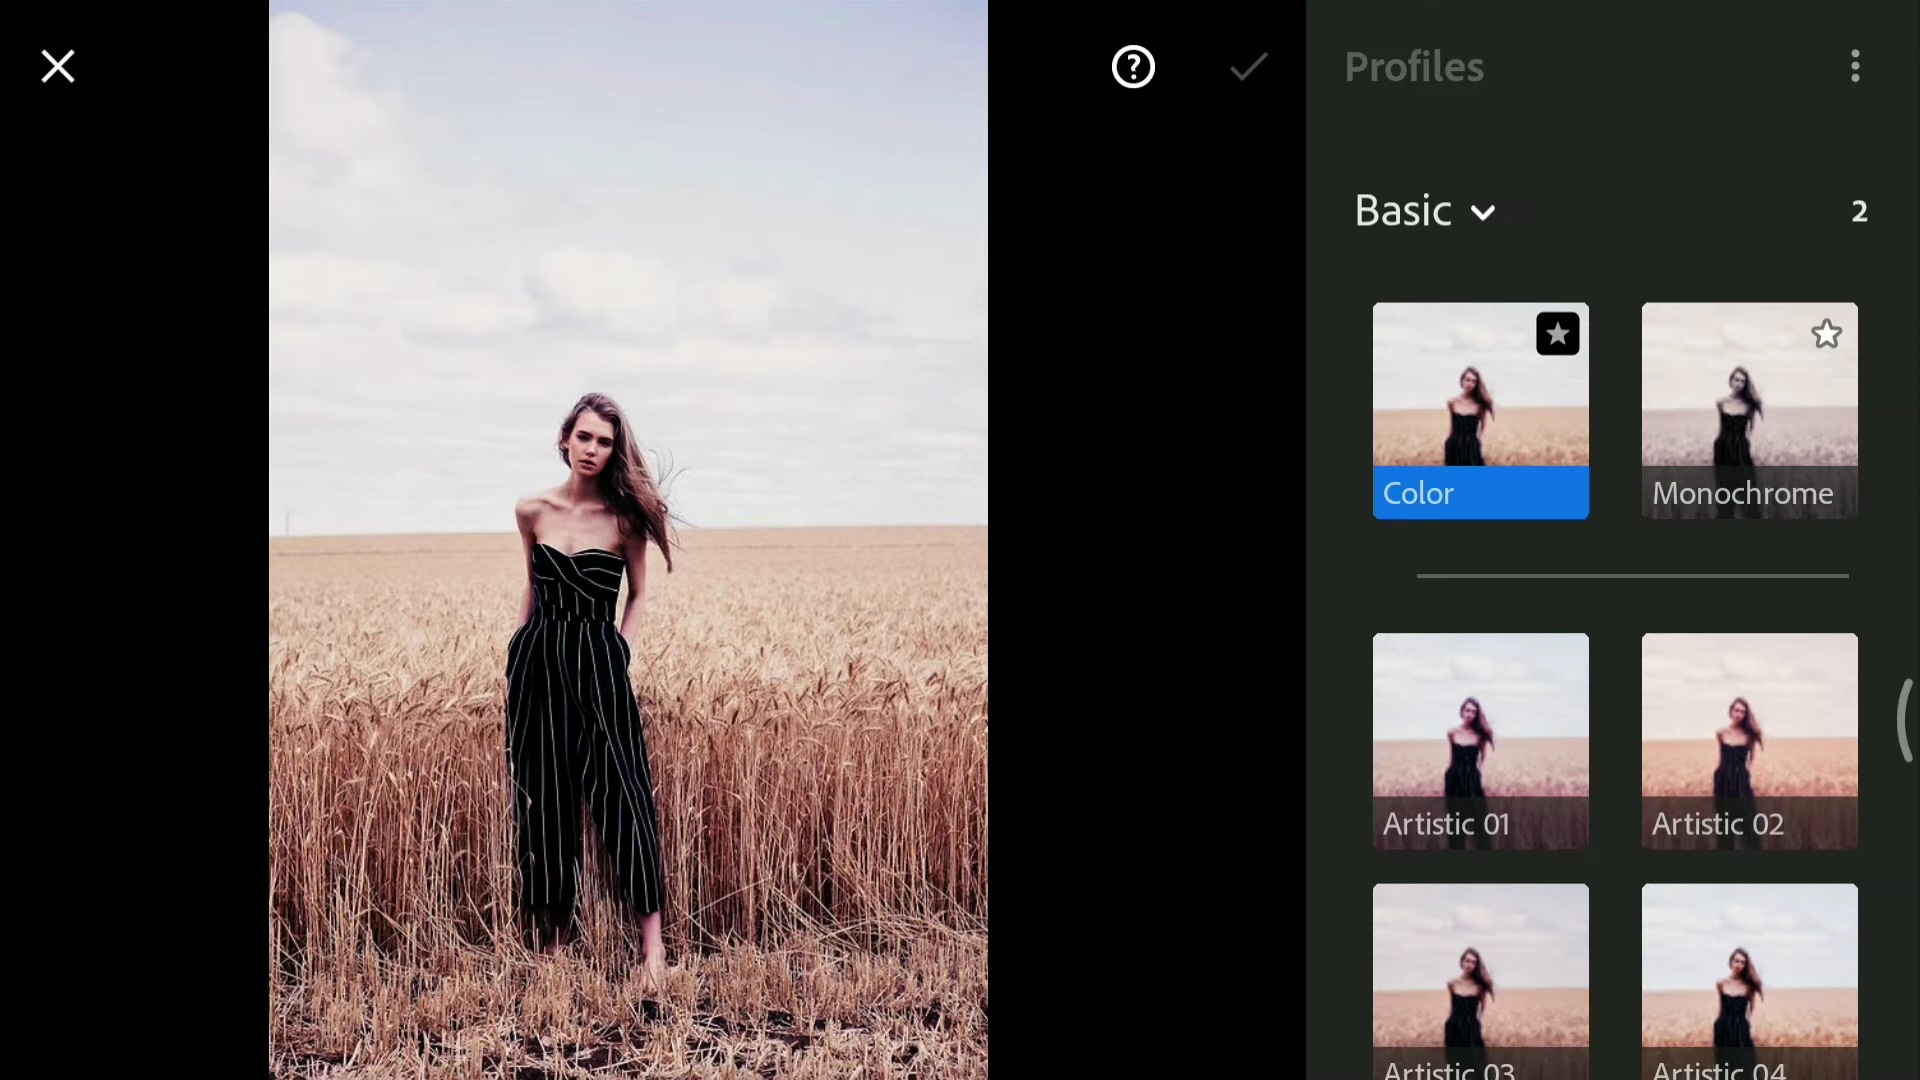 Profiles
Basic
2
Color
Monochrome
Artistic 01
Artistic 02
Artistic 03
Artistic 04